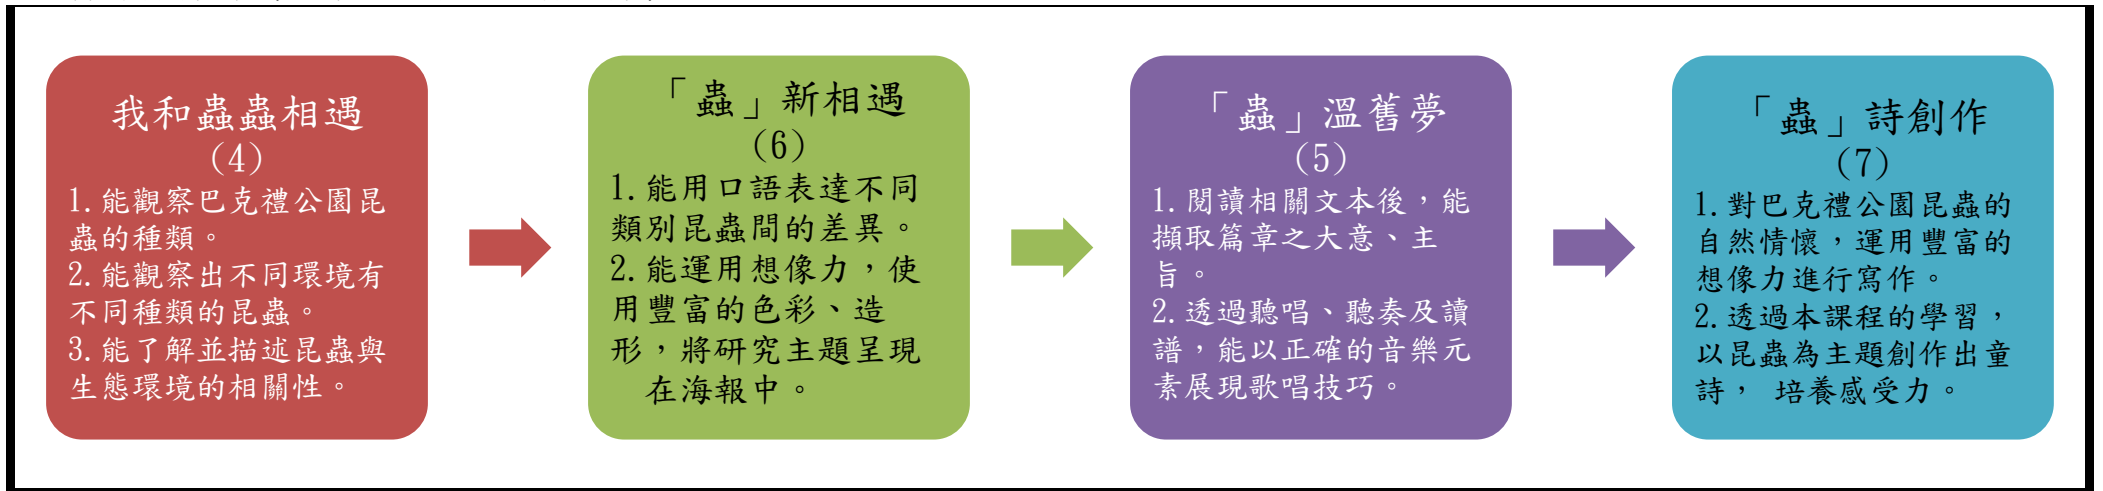 我和蟲蟲相遇
(4)
1.能觀察巴克禮公園昆
蟲的種類。
2.能觀察出不同環境有
不同種類的昆蟲。
3.能了解並描述昆蟲與
生態環境的相關性。
「蟲」新相遇
(6)
1.能用口語表達不同
類別昆蟲間的差異。
2.能運用想像力，使
用豐富的色彩、造
形，將研究主題呈現
在海報中。
「蟲」溫舊夢
(5)
1.閱讀相關文本後，能
擷取篇章之大意、主
旨。
2.透過聽唱、聽奏及讀
譜，能以正確的音樂元
素展現歌唱技巧。
「蟲」詩創作
(7)
1.對巴克禮公園昆蟲的
自然情懷，運用豐富的
想像力進行寫作。
2.透過本課程的學習，
以昆蟲為主題創作出童
詩， 培養感受力。